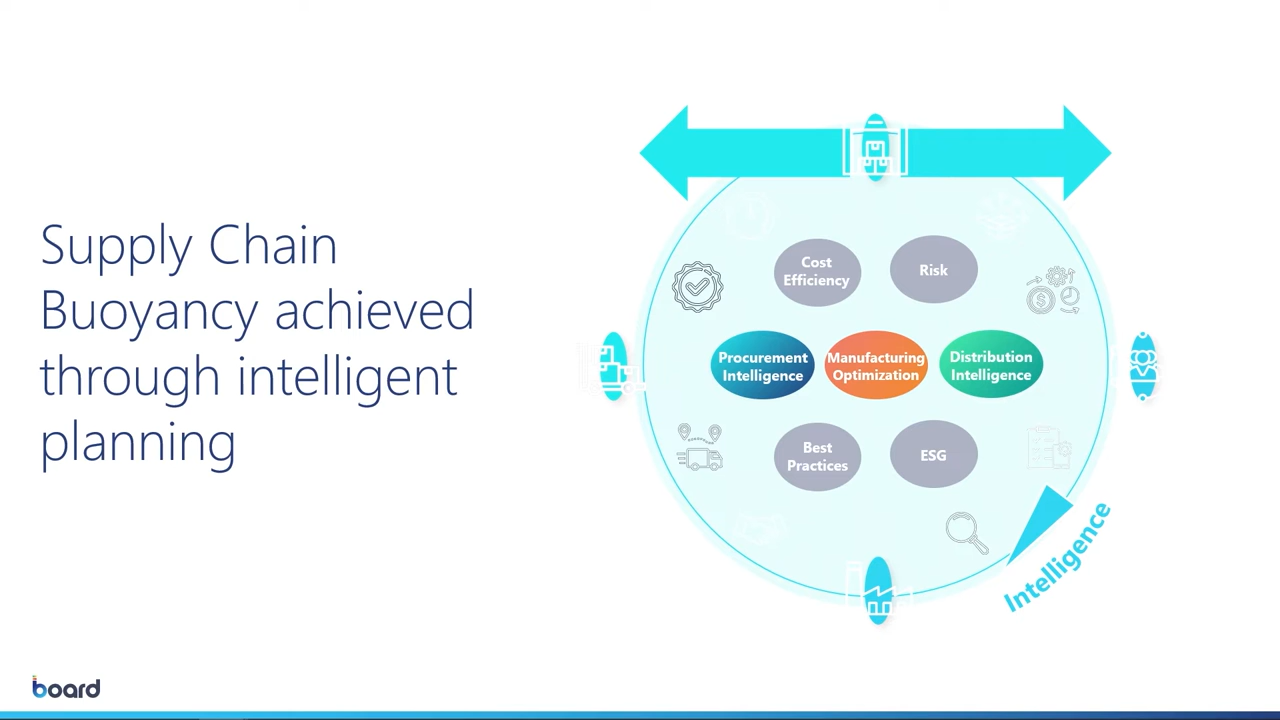 Supply Chain
Buoyancy achieved
through intelligent
planning
Cost
Efficiency
Risk
Procurement
Intelligence
Manufacturing
Optimization
Distribution
Intelligence
Best
Practices
ESG
Intelligence
board